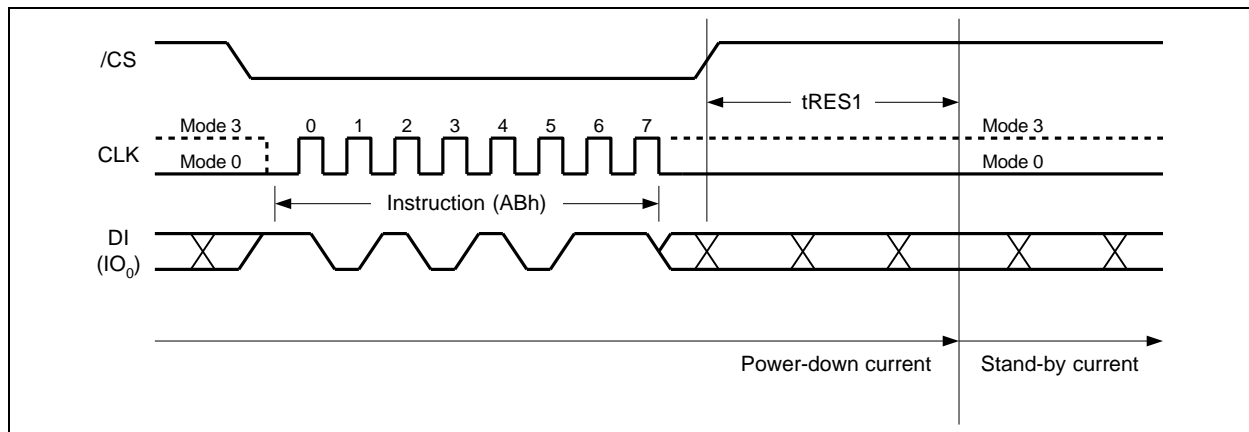 /CS
tRES1
Mode 3 0 1 2 3 4 5 6 7 Mode 3
CLK
Mode 0 Mode 0
Instruction (ABh)
DI
(IO0)
Power-down current Stand-by current